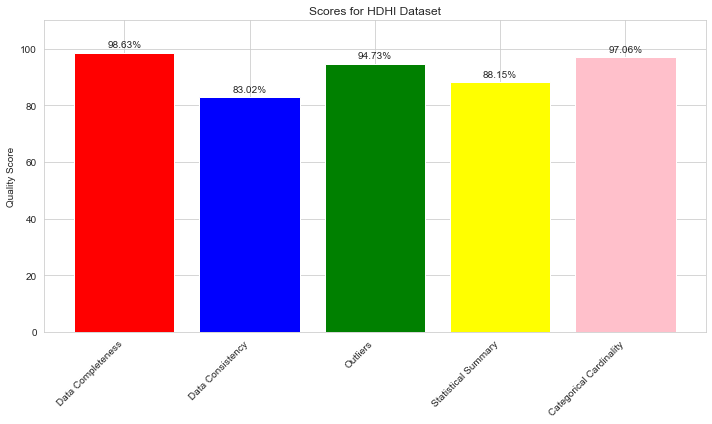 Scores for HDHI Dataset
Quality Score
100
80
60
40
20
0
98.63%
83.02%
94.73%
88.15%
97.06%
Data Completeness
Data Consistency
Outliers
Statistical Summary
Categorical Cardinality